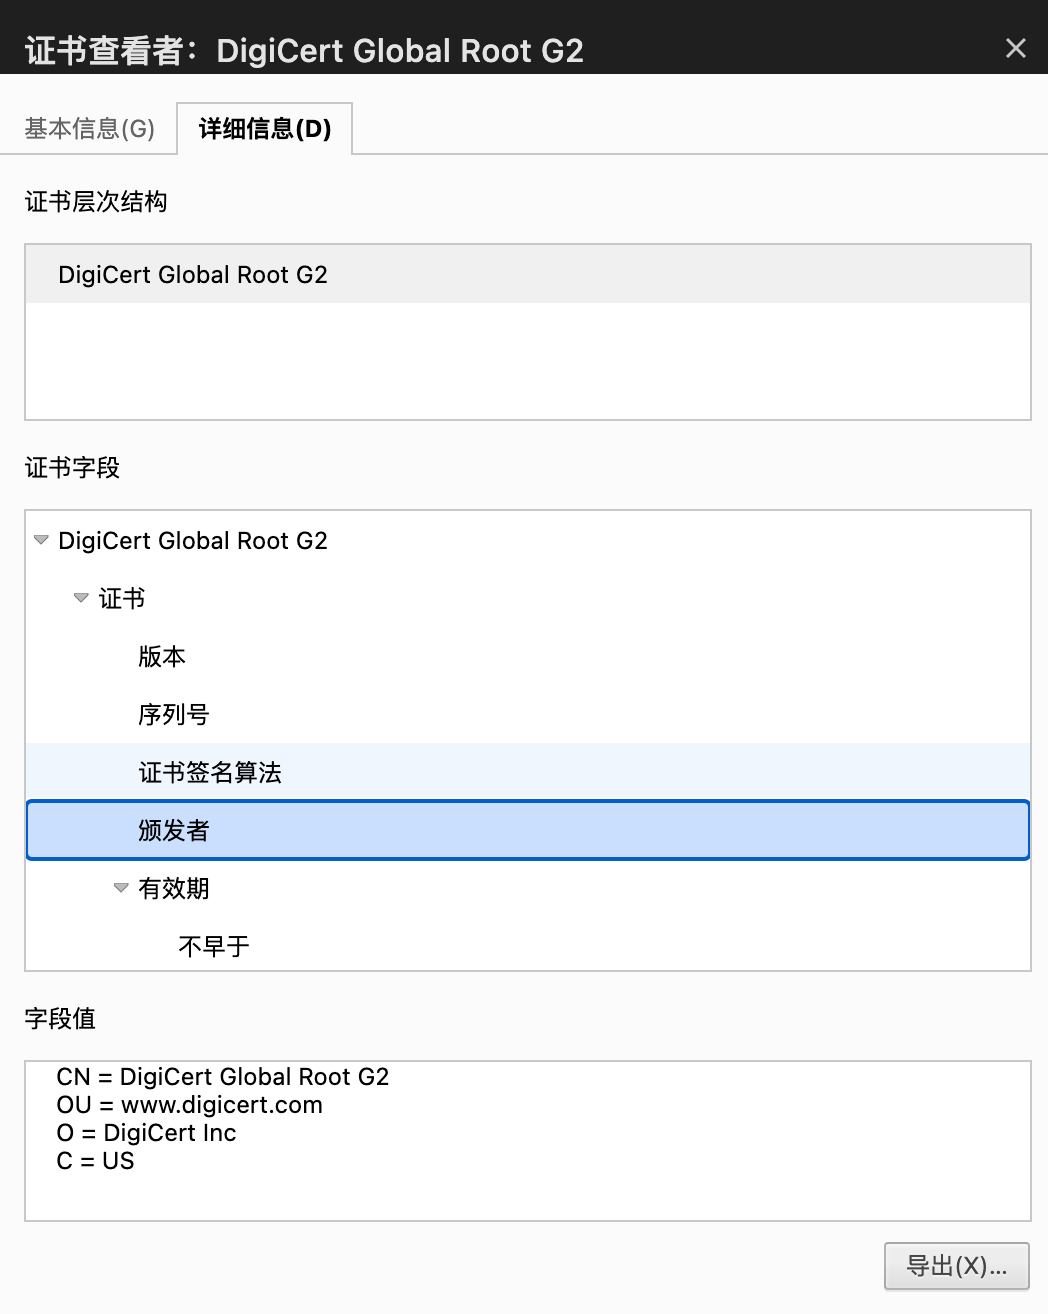 证书查看者：DigiCert Global Root G2
基本信息(G)
详细信息(D)
证书层次结构
DigiCert Global Root G2
证书字段
DigiCert Global Root G2
证书
版本
序列号
证书签名算法
颁发者
有效期
不早于
字段值
CN = DigiCert Global Root G2
OU = www.digicert.com
O = DigiCert Inc
C = US
导出(X)...